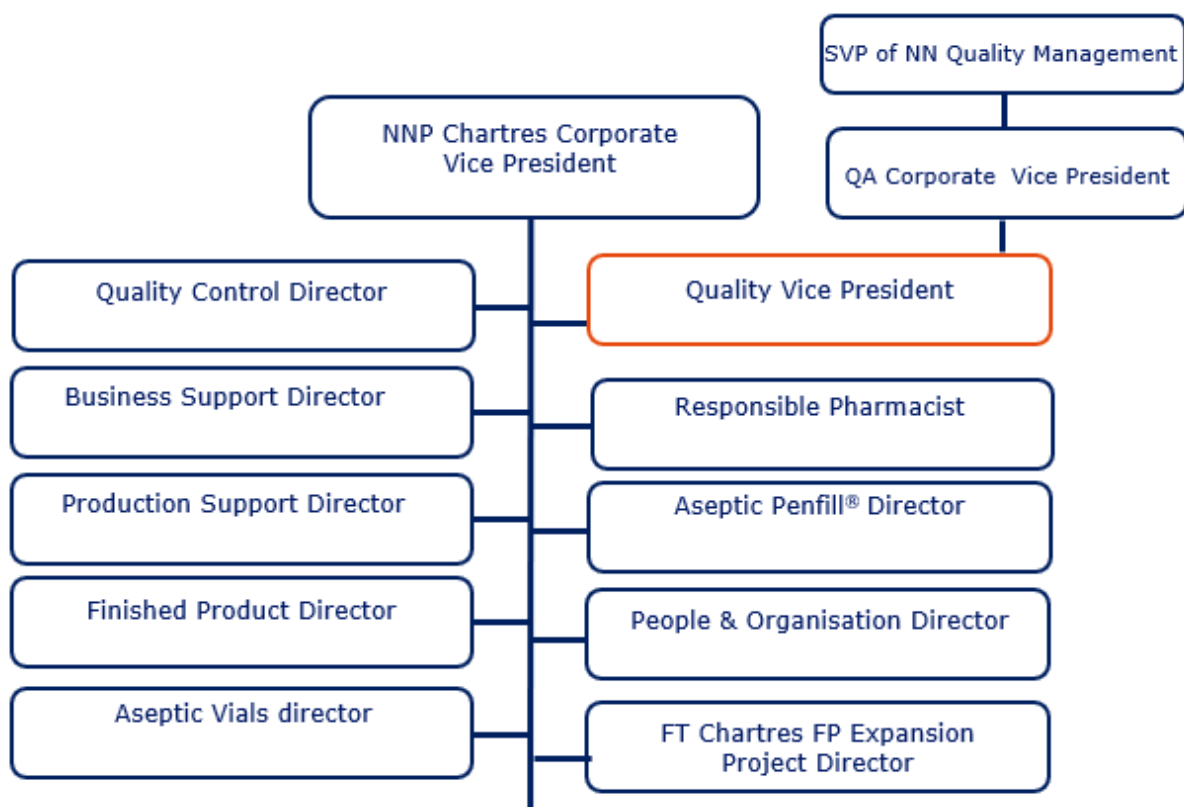 SVP of NN Quality Management
NNP Chartres Corporate
Vice President
QA Corporate  Vice President
Quality Control Director
Quality Vice President
Business Support Director
Responsible Pharmacist
Production Support Director
Aseptic Penfill® Director
Finished Product Director
People & Organisation Director
Aseptic Vials director
FT Chartres FP Expansion
Project Director